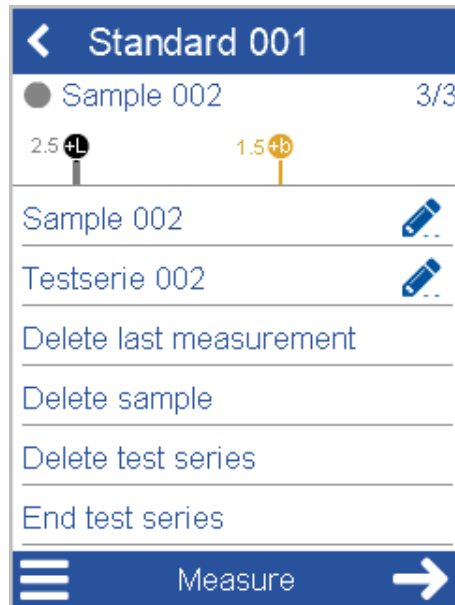 Standard 001
Sample 002 3/3
2.5 +L 1.5 +b
Sample 002
Testserie 002
Delete last measurement
Delete sample
Delete test series
End test series
Measure